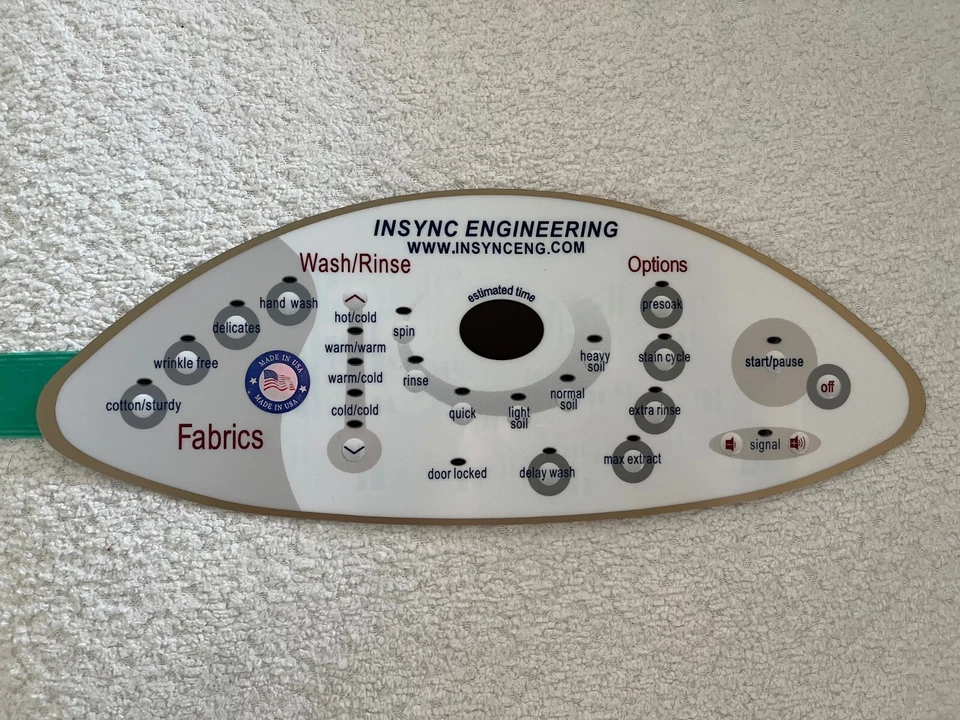 INSYNC ENGINEERING
WWW.INSYNCENG.COM
Wash/Rinse
Options
estimated time
hand wash
delicates
wrinkle free
cotton/sturdy
Fabrics
MADE IN USA
MADE IN USA
hot/cold
warm/warm
warm/cold
cold/cold
spin
rinse
quick
light
soil
normal
soil
heavy
soil
door locked
delay wash
presoak
stain cycle
extra rinse
max extract
start/pause
off
signal